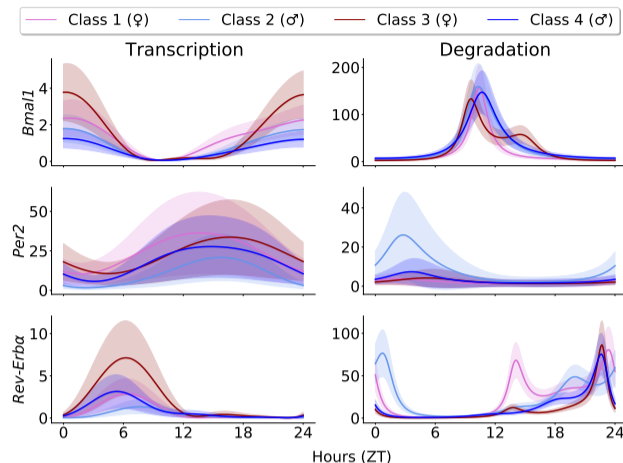 Class 1 (♀) Class 2 (♂) Class 3 (♀) Class 4 (♂)
Transcription Degradation
Bmal1
4
2
0
200
100
0
Per2
50
25
0
40
20
0
Rev-Erbα
10
5
0
100
50
0
0 6 12 18 24
0 6 12 18 24
Hours (ZT)